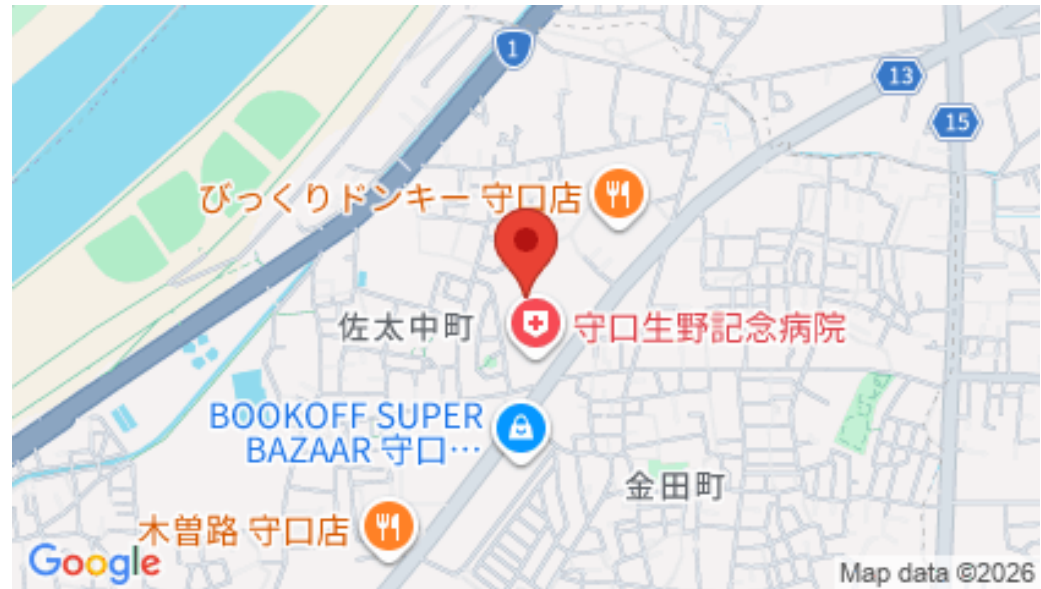 1
13
15
びっくりドンキー 守口店
佐太中町
守口生野記念病院
BOOKOFF SUPER
BAZAAR 守口…
金田町
木曽路 守口店
Google
Map data ©2026